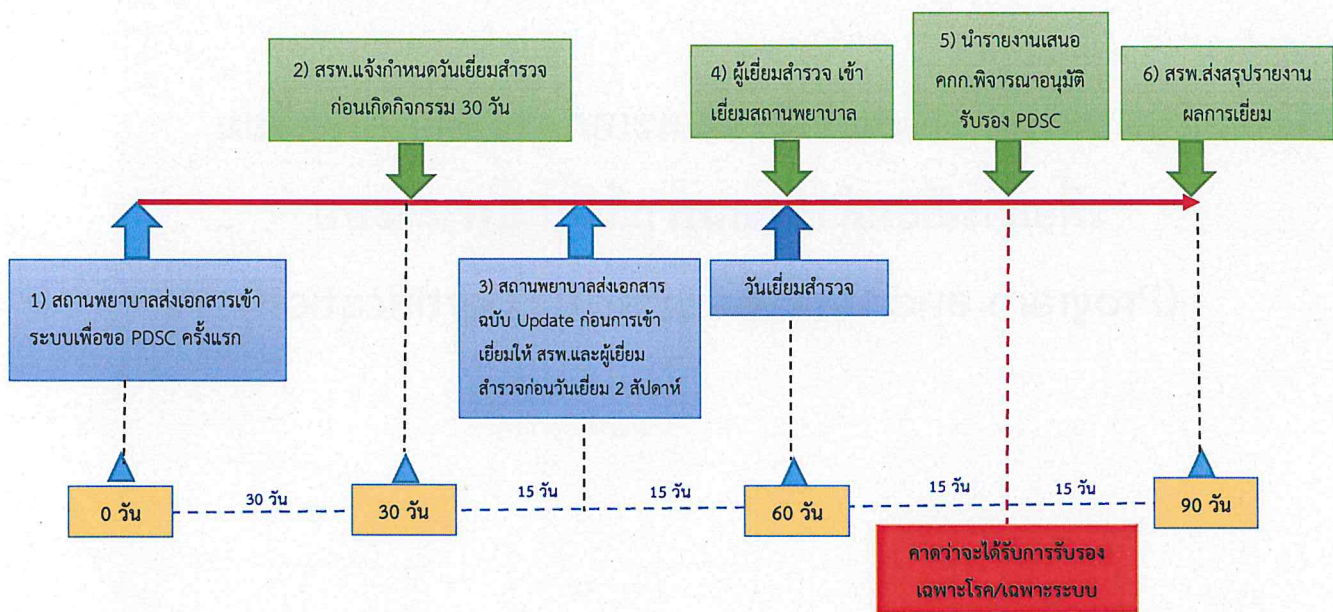 2) สรพ.แจ้งกำหนดวันเยี่ยมสำรวจ
ก่อนเกิดกิจกรรม 30 วัน
4) ผู้เยี่ยมสำรวจ เข้า
เยี่ยมสถานพยาบาล
5) นำรายงานเสนอ
คกก.พิจารณาอนุมัติ
รับรอง PDSC
6) สรพ.ส่งสรุปรายงาน
ผลการเยี่ยม
1) สถานพยาบาลส่งเอกสารเข้า
ระบบเพื่อขอ PDSC ครั้งแรก
3) สถานพยาบาลส่งเอกสาร
ฉบับ Update ก่อนการเข้า
เยี่ยมให้ สรพ.และผู้เยี่ยม
สำรวจก่อนวันเยี่ยม 2 สัปดาห์
วันเยี่ยมสำรวจ
0 วัน
30 วัน
30 วัน
15 วัน
15 วัน
60 วัน
15 วัน
15 วัน
90 วัน
คาดว่าจะได้รับการรับรอง
เฉพาะโรค/เฉพาะระบบ